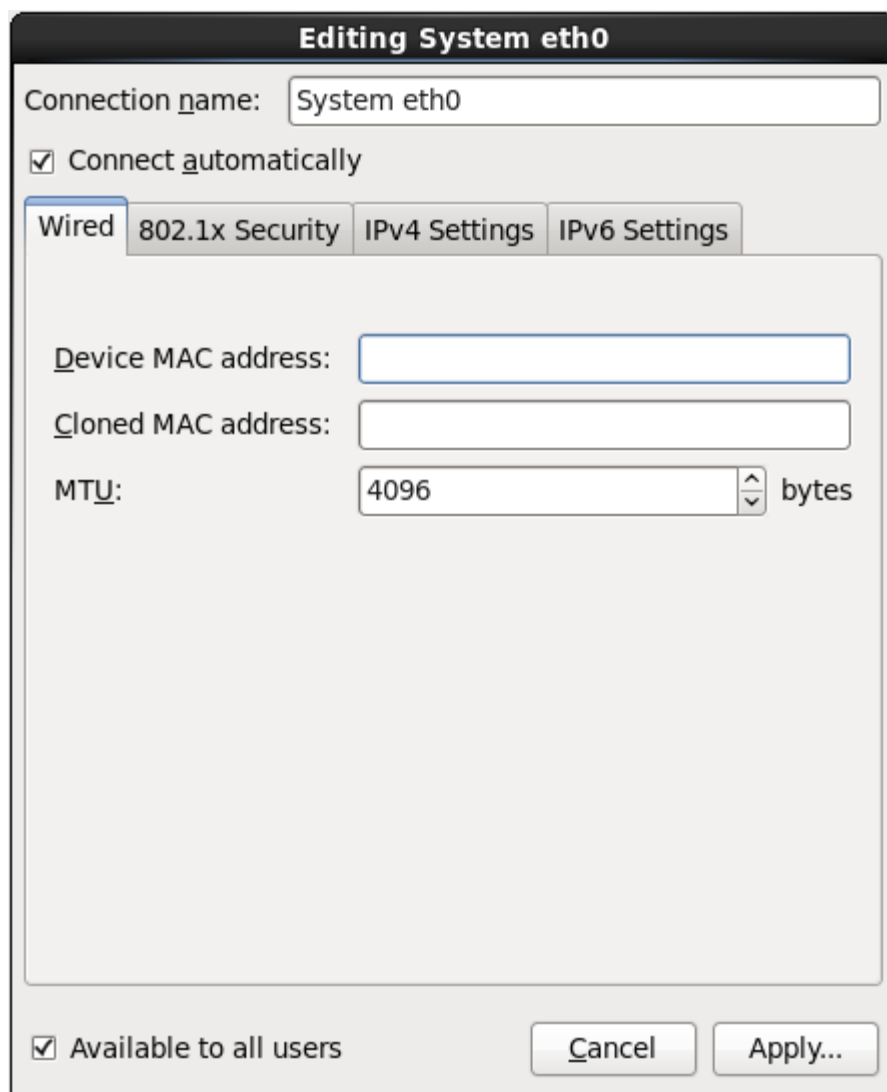 Editing System eth0
Connection name: System eth0
Connect automatically
Wired 802.1x Security IPv4 Settings IPv6 Settings
Device MAC address:
Cloned MAC address:
MTU: 4096 bytes
Available to all users Cancel Apply...